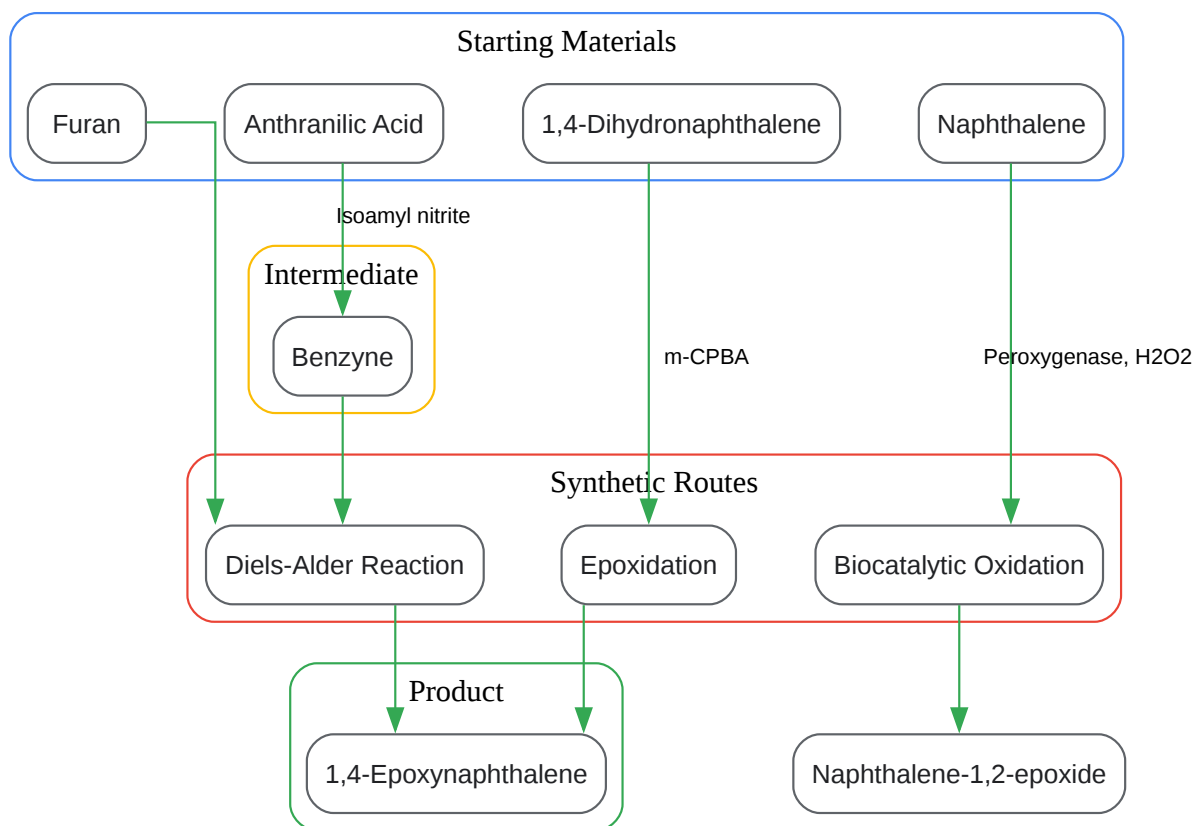 Starting Materials
Furan
Anthranilic Acid
1,4-Dihydronaphthalene
Naphthalene
Isoamyl nitrite
Intermediate
Benzyne
m-CPBA
Peroxygenase, H2O2
Synthetic Routes
Diels-Alder Reaction
Epoxidation
Biocatalytic Oxidation
Product
1,4-Epoxynaphthalene
Naphthalene-1,2-epoxide